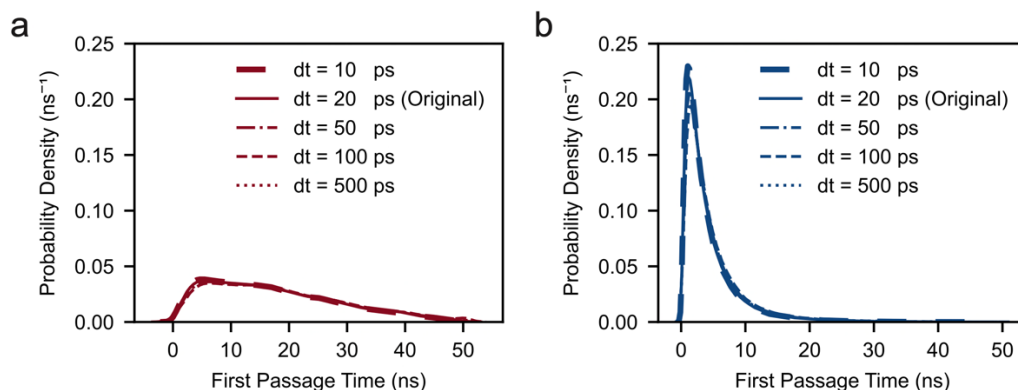 a
0.25
0.20
0.15
0.10
0.05
0.00
Probability Density (ns⁻¹)
dt = 10 ps
dt = 20 ps (Original)
dt = 50 ps
dt = 100 ps
dt = 500 ps
0 10 20 30 40 50
First Passage Time (ns)
b
0.25
0.20
0.15
0.10
0.05
0.00
Probability Density (ns⁻¹)
dt = 10 ps
dt = 20 ps (Original)
dt = 50 ps
dt = 100 ps
dt = 500 ps
0 10 20 30 40 50
First Passage Time (ns)